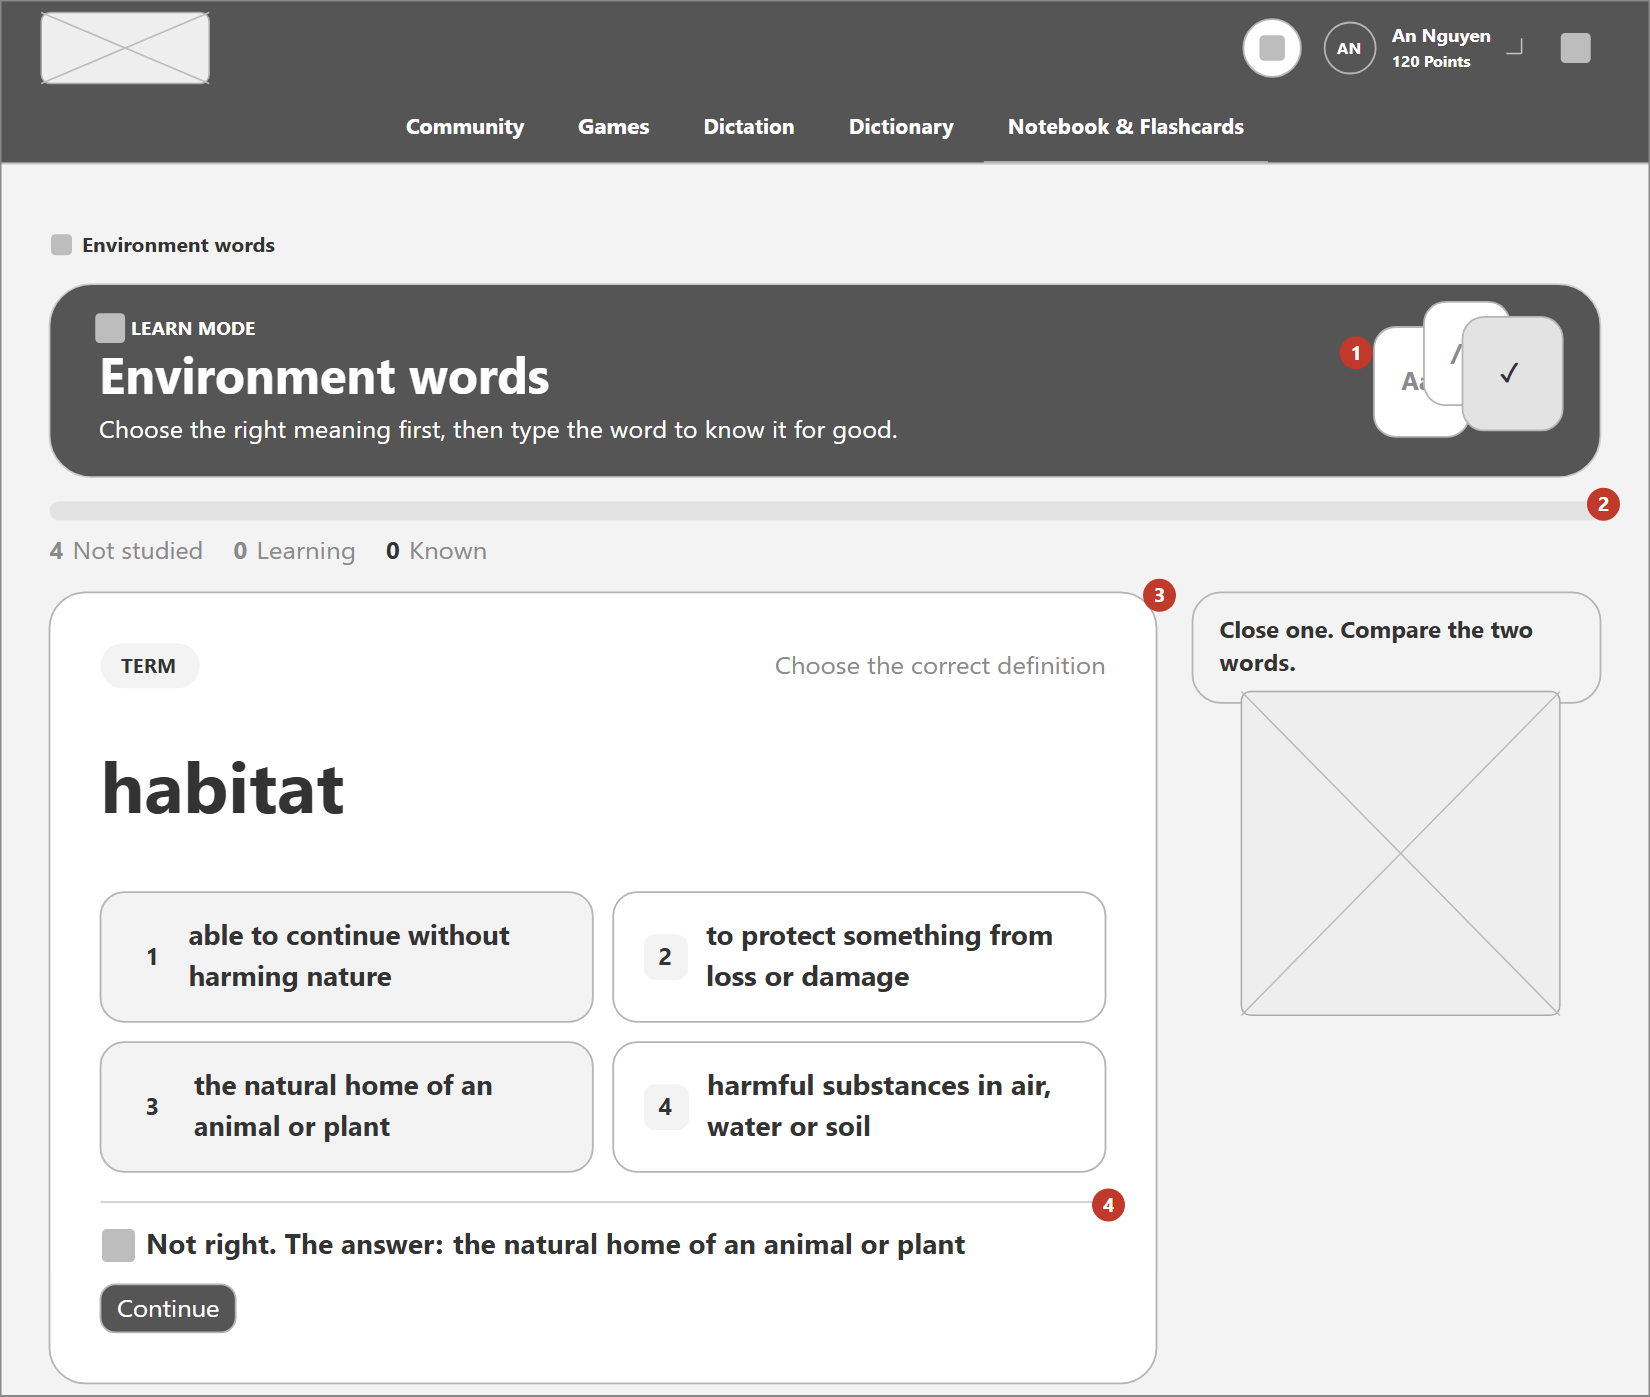 AN
An Nguyen
120 Points
Community
Games
Dictation
Dictionary
Notebook & Flashcards
Environment words
LEARN MODE
Environment words
Choose the right meaning first, then type the word to know it for good.
1
Aa
/
✓
2
4 Not studied
0 Learning
0 Known
3
TERM
Choose the correct definition
habitat
1
able to continue without
harming nature
2
to protect something from
loss or damage
3
the natural home of an
animal or plant
4
harmful substances in air,
water or soil
4
Not right. The answer: the natural home of an animal or plant
Continue
Close one. Compare the two
words.